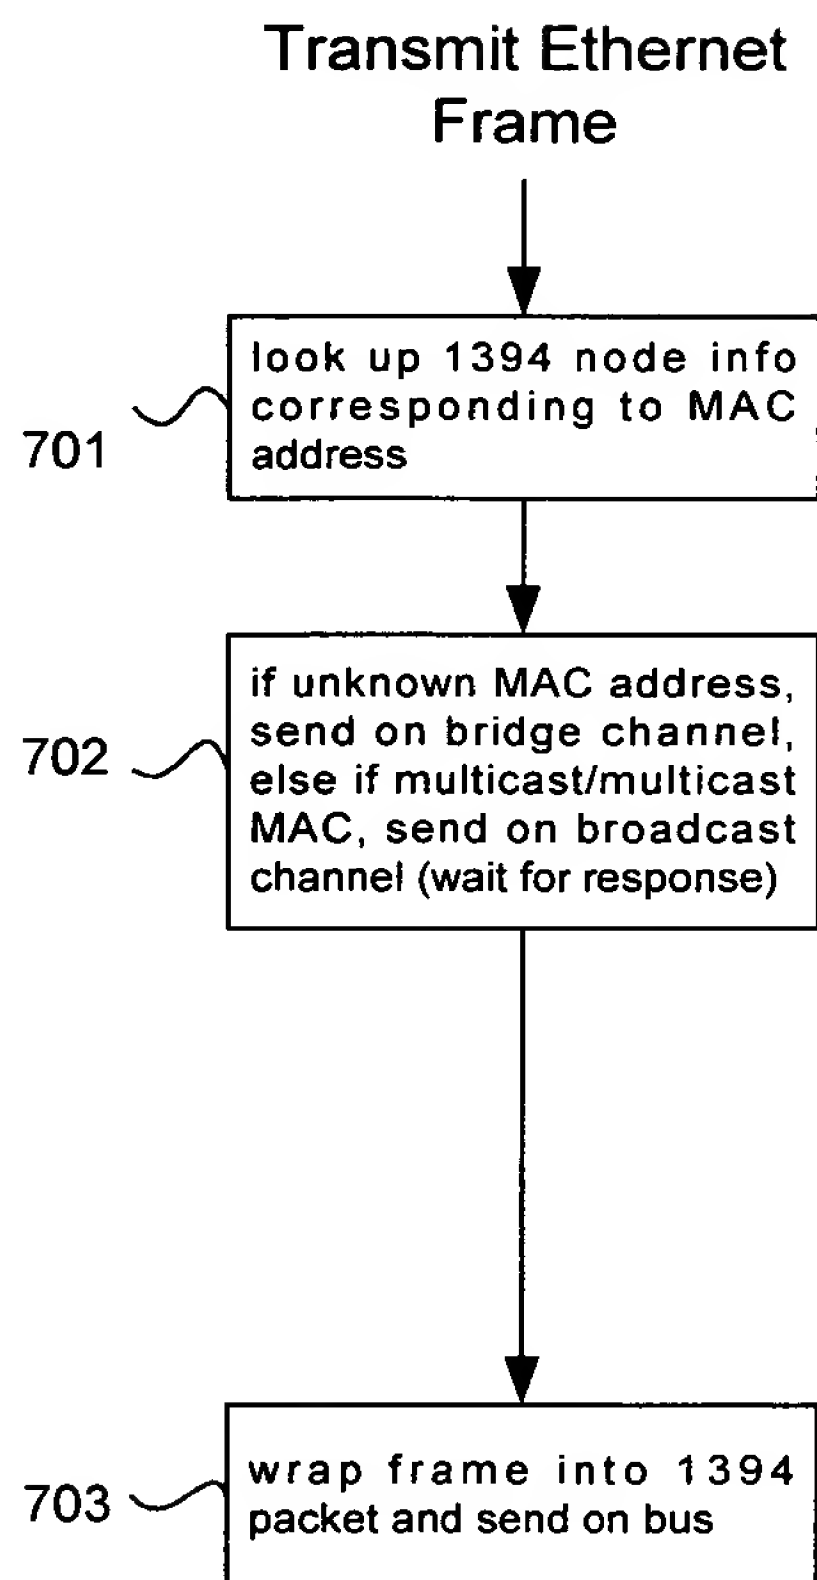 Transmit Ethernet
Frame
look up 1394 node info
corresponding to MAC
address
701
if unknown MAC address,
send on bridge channel,
else if multicast/multicast
MAC, send on broadcast
channel (wait for response)
702
wrap frame into 1394
packet and send on bus
703